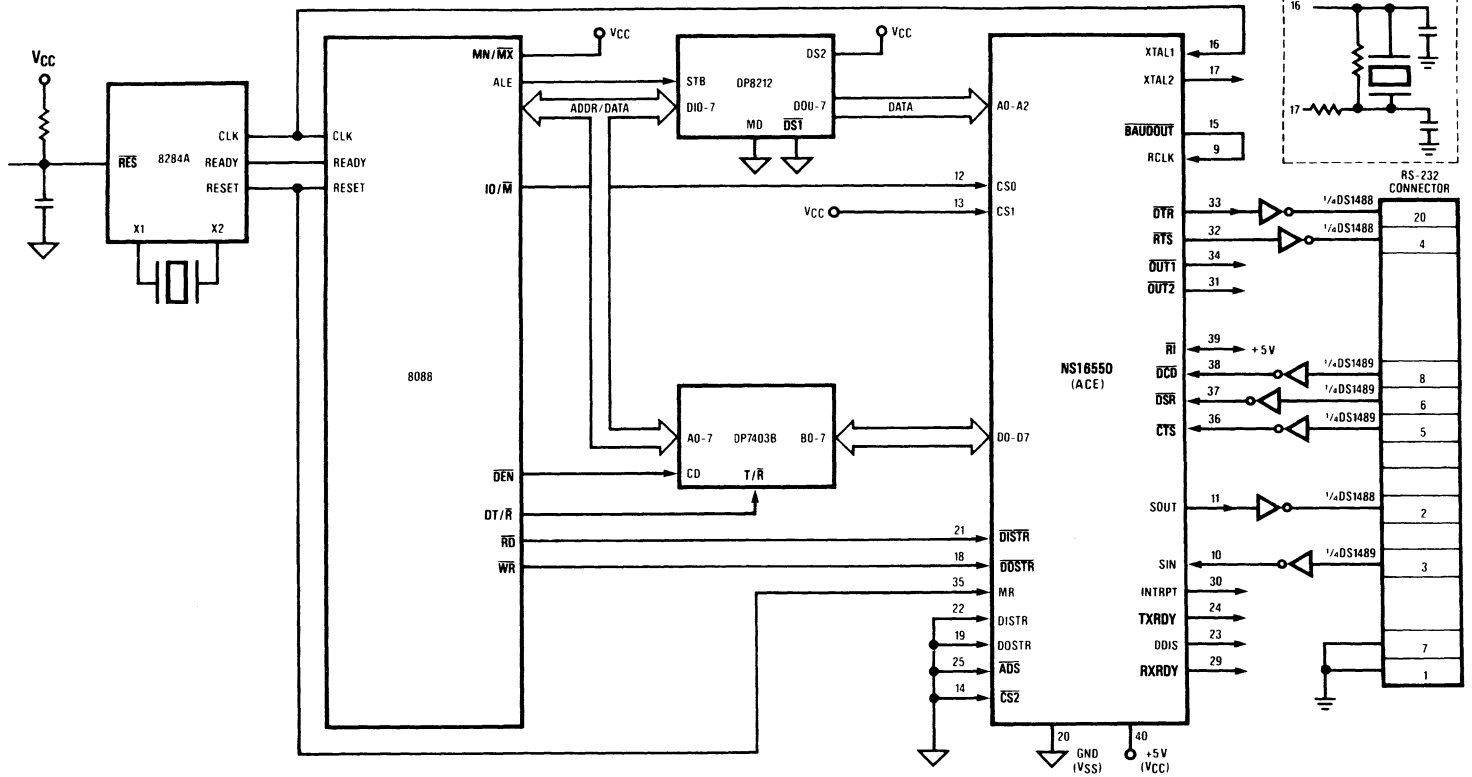 16
17
VCC
RES
8284A
CLK
READY
RESET
X1
X2
CLK
READY
RESET
8088
MN/MX
ALE
IO/M
DEN
DT/R
RD
WR
VCC
ADDR/DATA
STB
DS2
DP8212
DI0-7
DOU-7
MD
DS1
VCC
DATA
VCC
A0-7
DP7403B
B0-7
CD
T/R
12
13
21
18
35
22
19
25
14
A0-A2
CS0
CS1
NS16550
(ACE)
D0-D7
DISTR
DOSTR
MR
DISTR
DOSTR
ADS
CS2
XTAL1
XTAL2
BAUDOUT
RCLK
DTR
RTS
OUT1
OUT2
RI
DCD
DSR
CTS
SOUT
SIN
INTRPT
TXRDY
DDIS
RXRDY
16
17
15
9
33
32
34
31
39
+5V
38
37
36
11
10
30
24
23
29
20
GND
(VSS)
40
+5V
(VCC)
1/4DS1488
1/4DS1488
1/4DS1489
1/4DS1489
1/4DS1489
1/4DS1488
1/4DS1489
RS-232
CONNECTOR
20
4
8
6
5
2
3
7
1